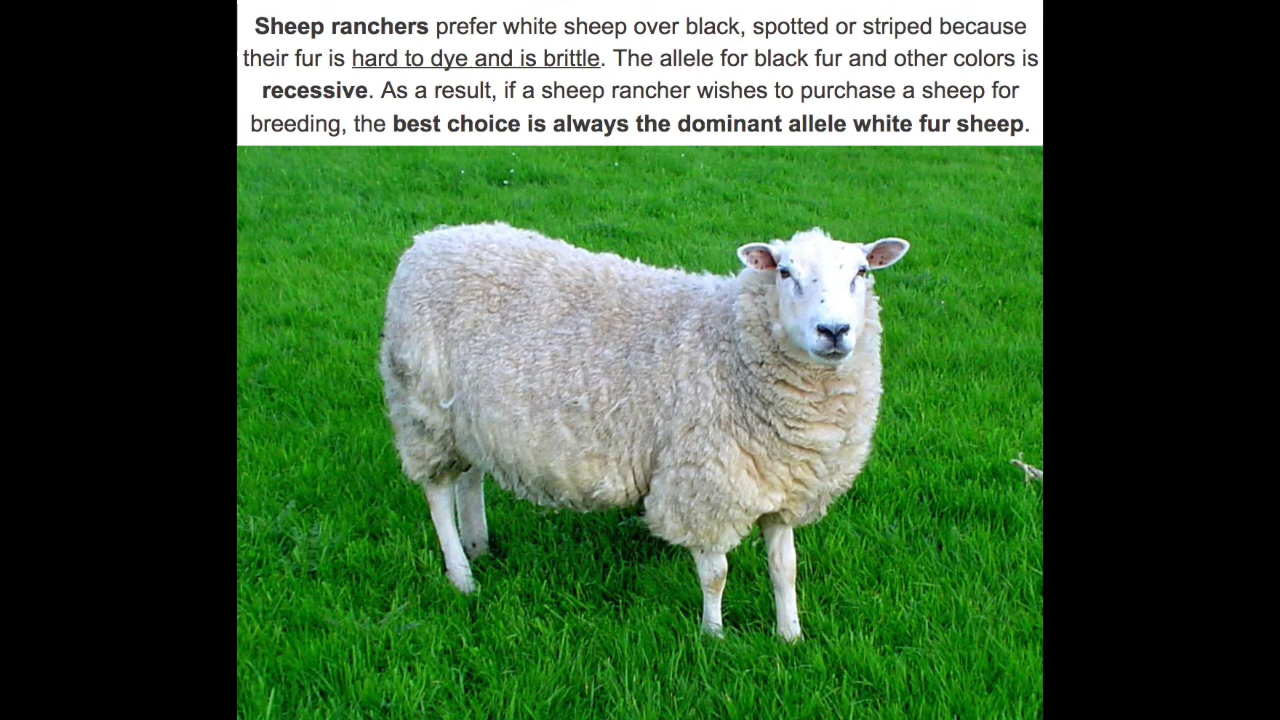 Sheep ranchers prefer white sheep over black, spotted or striped because
their fur is hard to dye and is brittle. The allele for black fur and other colors is
recessive. As a result, if a sheep rancher wishes to purchase a sheep for
breeding, the best choice is always the dominant allele white fur sheep.